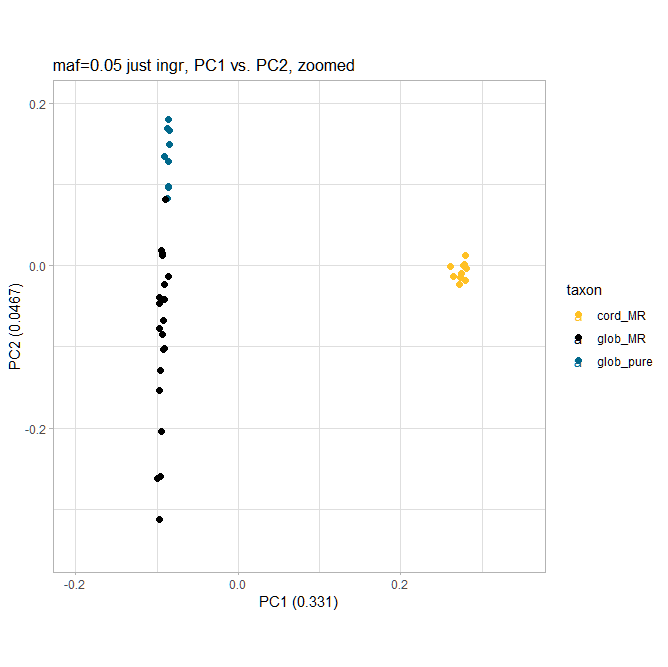 maf=0.05 just ingr, PC1 vs. PC2, zoomed
0.2
0.0
-0.2
PC2 (0.0467)
-0.2
0.0
0.2
PC1 (0.331)
taxon
a cord_MR
a glob_MR
a glob_pure